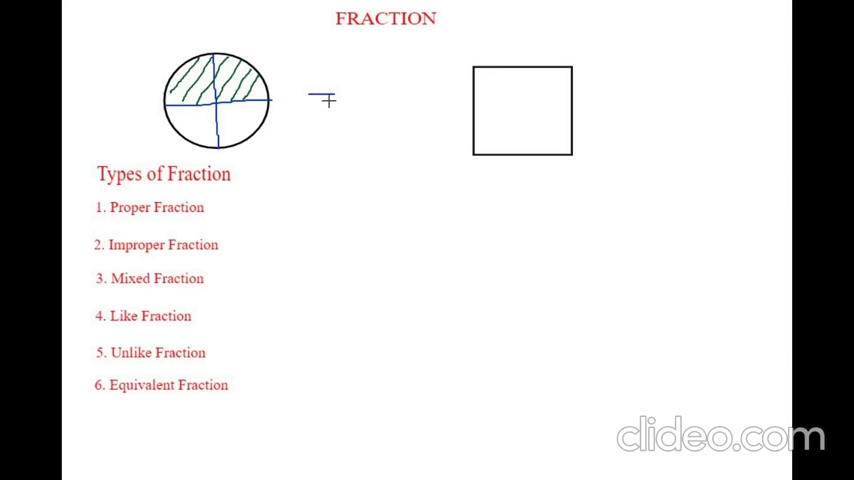 FRACTION
Types of Fraction
1. Proper Fraction
2. Improper Fraction
3. Mixed Fraction
4. Like Fraction
5. Unlike Fraction
6. Equivalent Fraction
clideo.com